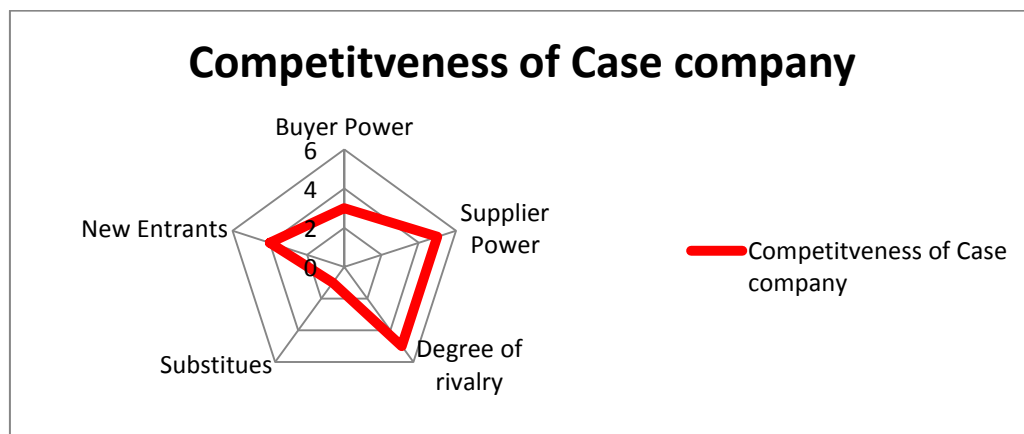 Competitveness of Case company
Buyer Power
6
4
2
0
Supplier
Power
Degree of
rivalry
Substitues
New Entrants
Competitveness of Case
company